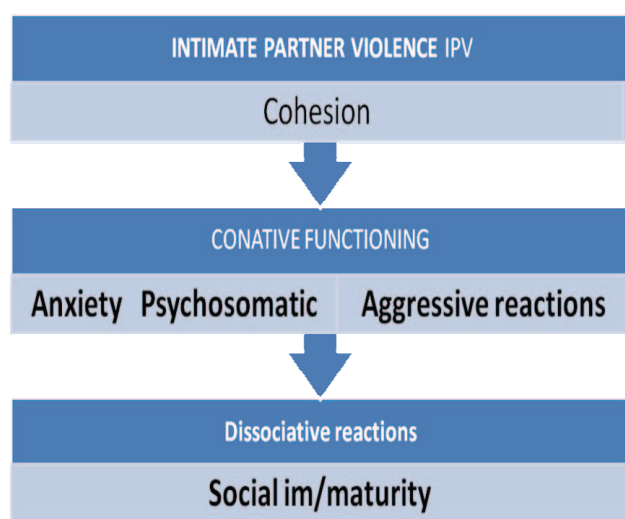 INTIMATE PARTNER VIOLENCE IPV
Cohesion
CONATIVE FUNCTIONING
Anxiety Psychosomatic Aggressive reactions
Dissociative reactions
Social im/maturity